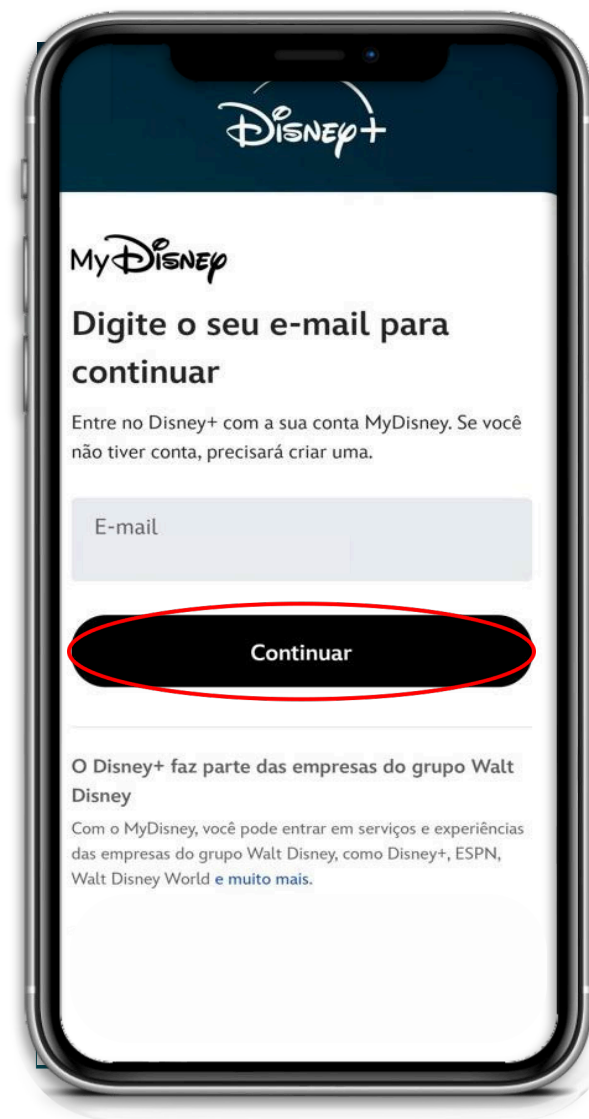 Disney+
My Disney
Digite o seu e-mail para
continuar
Entre no Disney+ com a sua conta MyDisney. Se você
não tiver conta, precisará criar uma.
E-mail
Continuar
O Disney+ faz parte das empresas do grupo Walt
Disney
Com o MyDisney, você pode entrar em serviços e experiências
das empresas do grupo Walt Disney, como Disney+, ESPN,
Walt Disney World e muito mais.